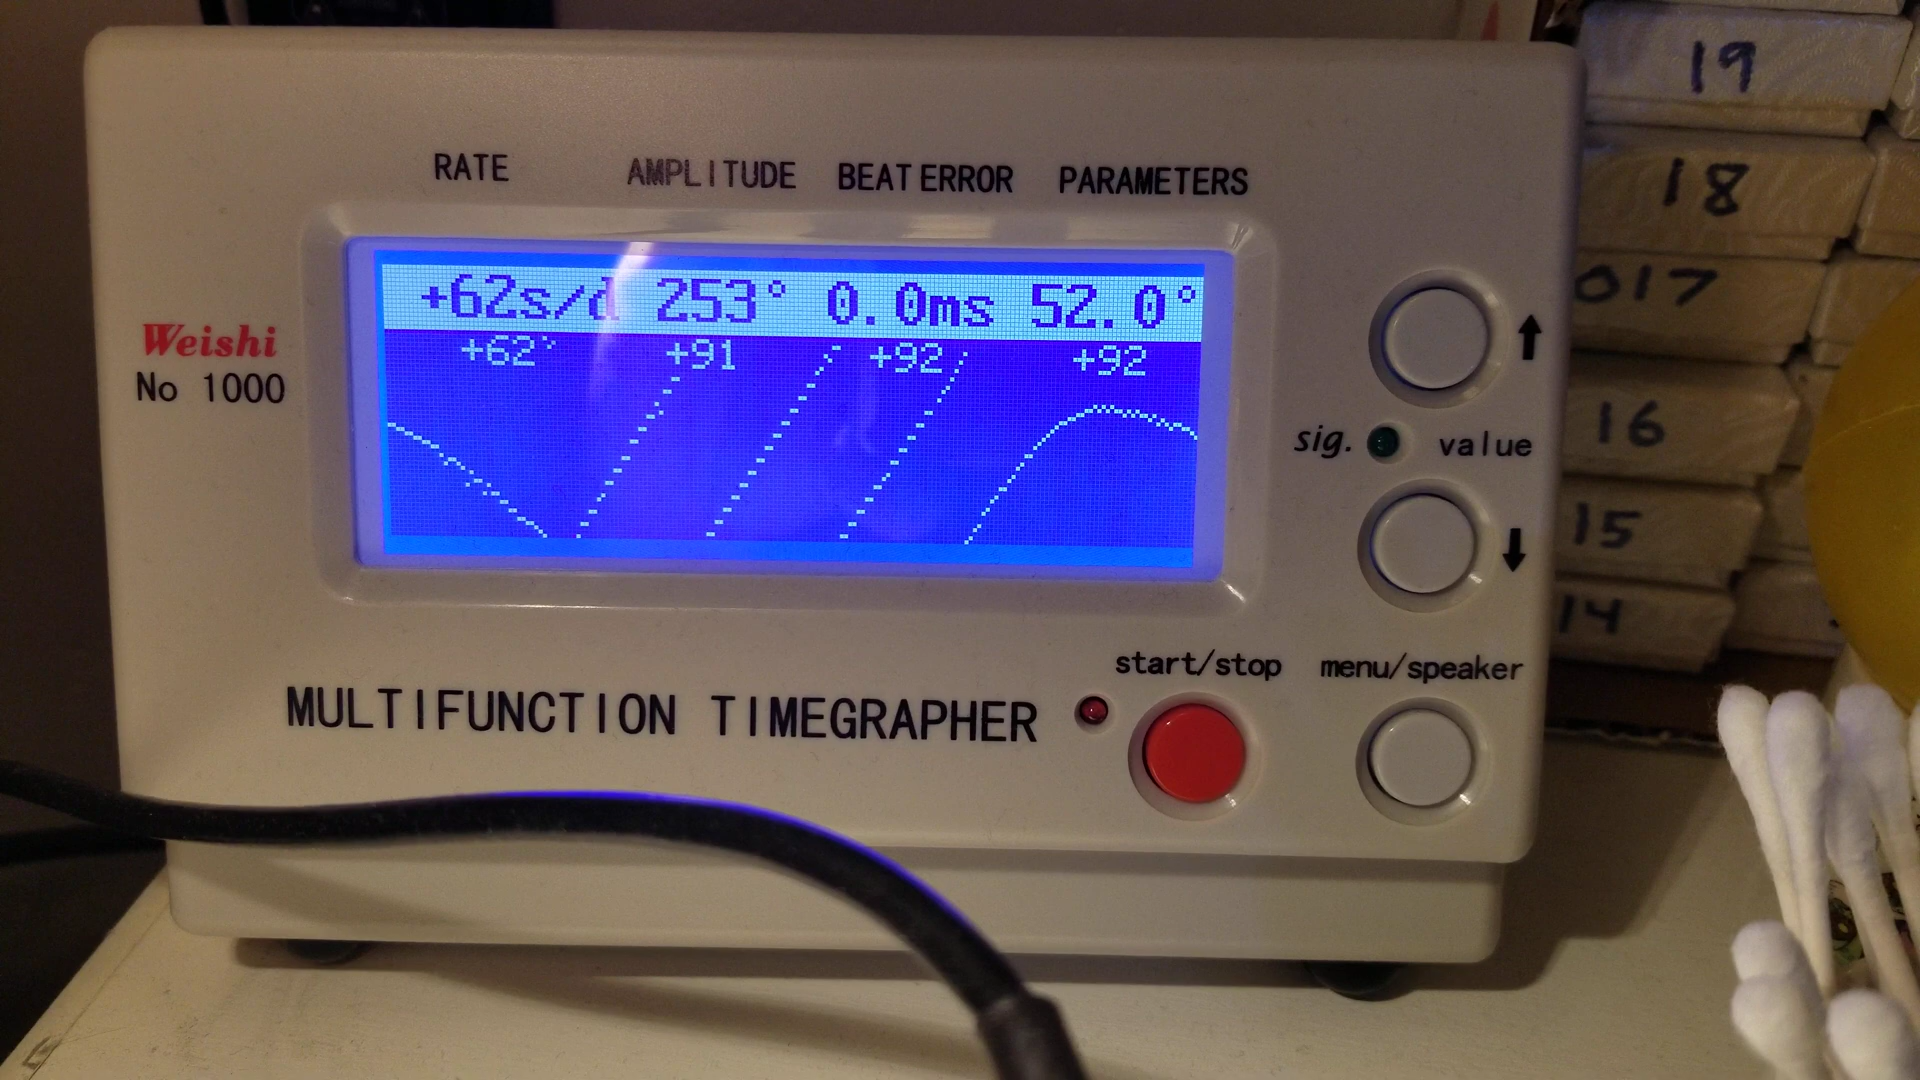 RATE AMPLITUDE BEAT ERROR PARAMETERS
+62s/d 253° 0.0ms 52.0°
+62 +91 +92 +92
Weishi
No 1000
sig. value
start/stop menu/speaker
MULTIFUNCTION TIMEGRAPHER
19
18
017
16
15
14